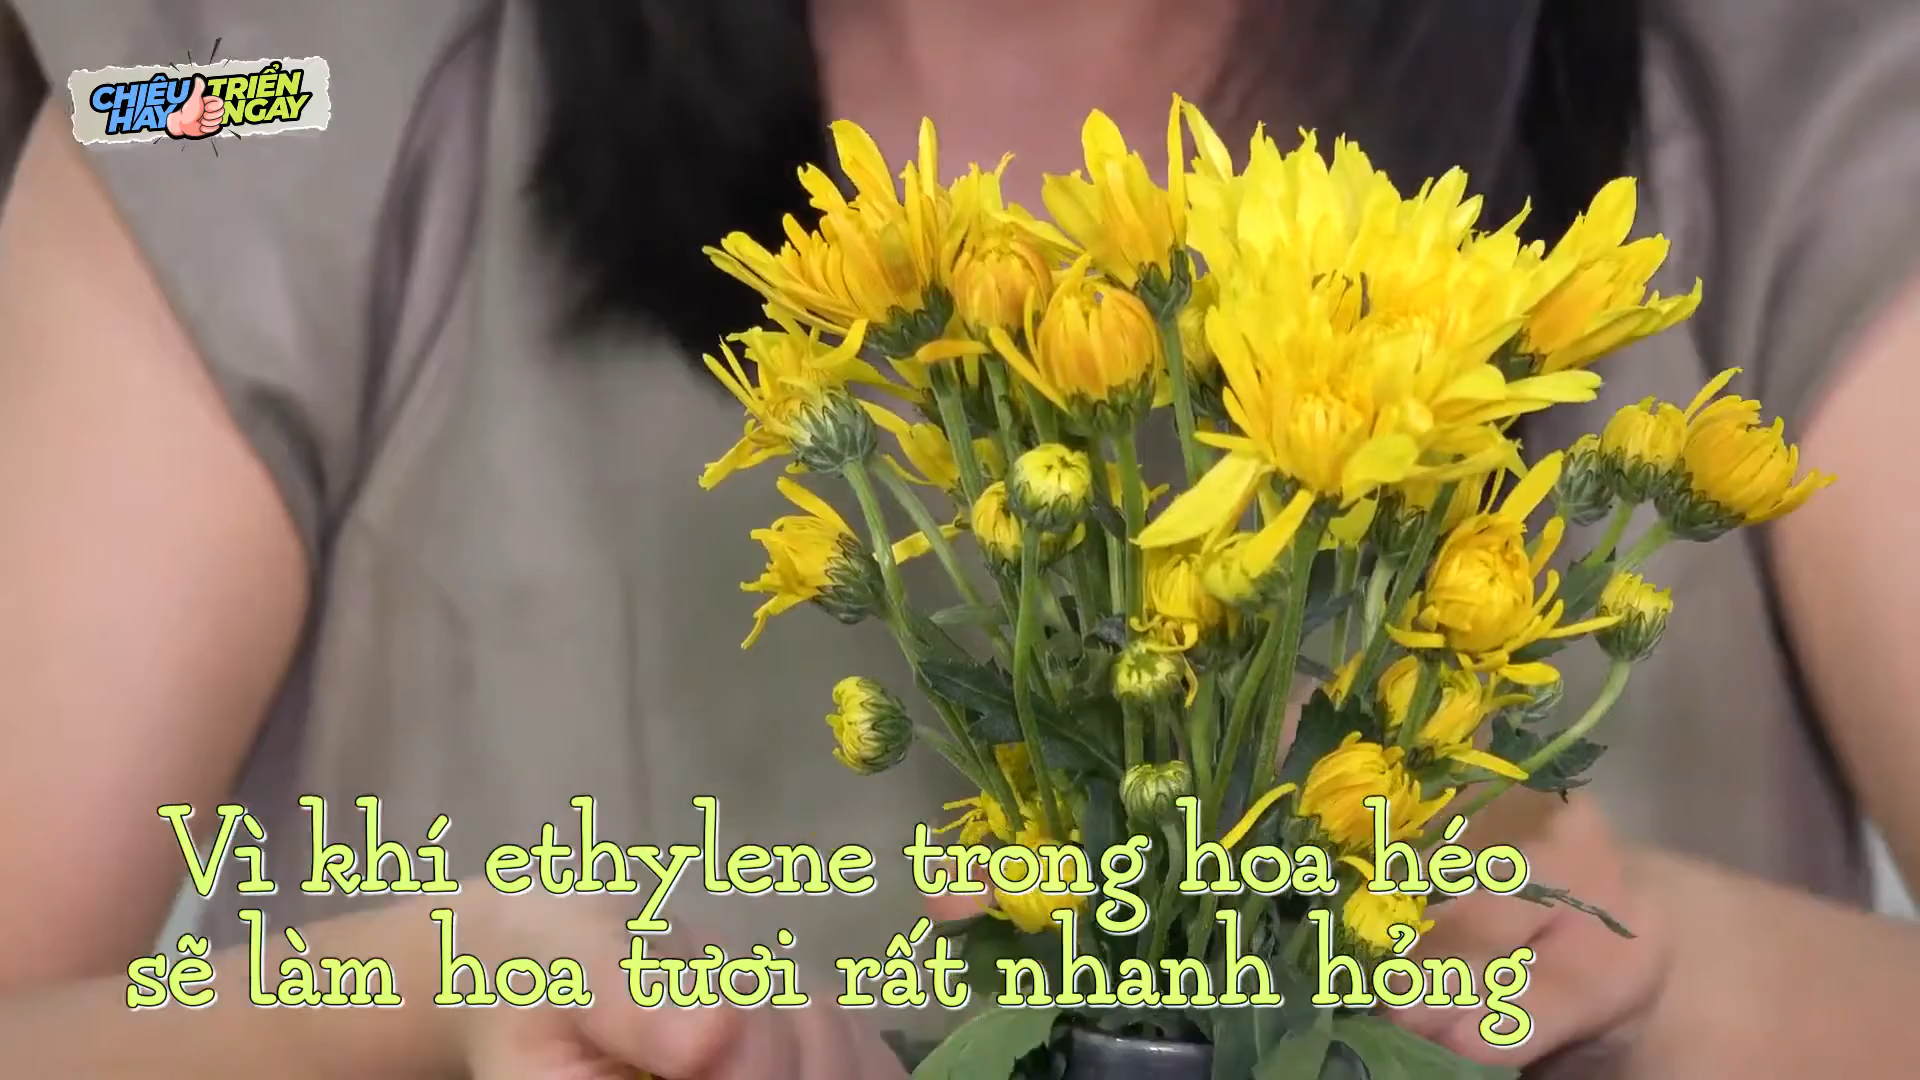 CHIÊU TRIỂN
HAY NGAY
Vì khí ethylene trong hoa héo
sẽ làm hoa tươi rất nhanh hỏng